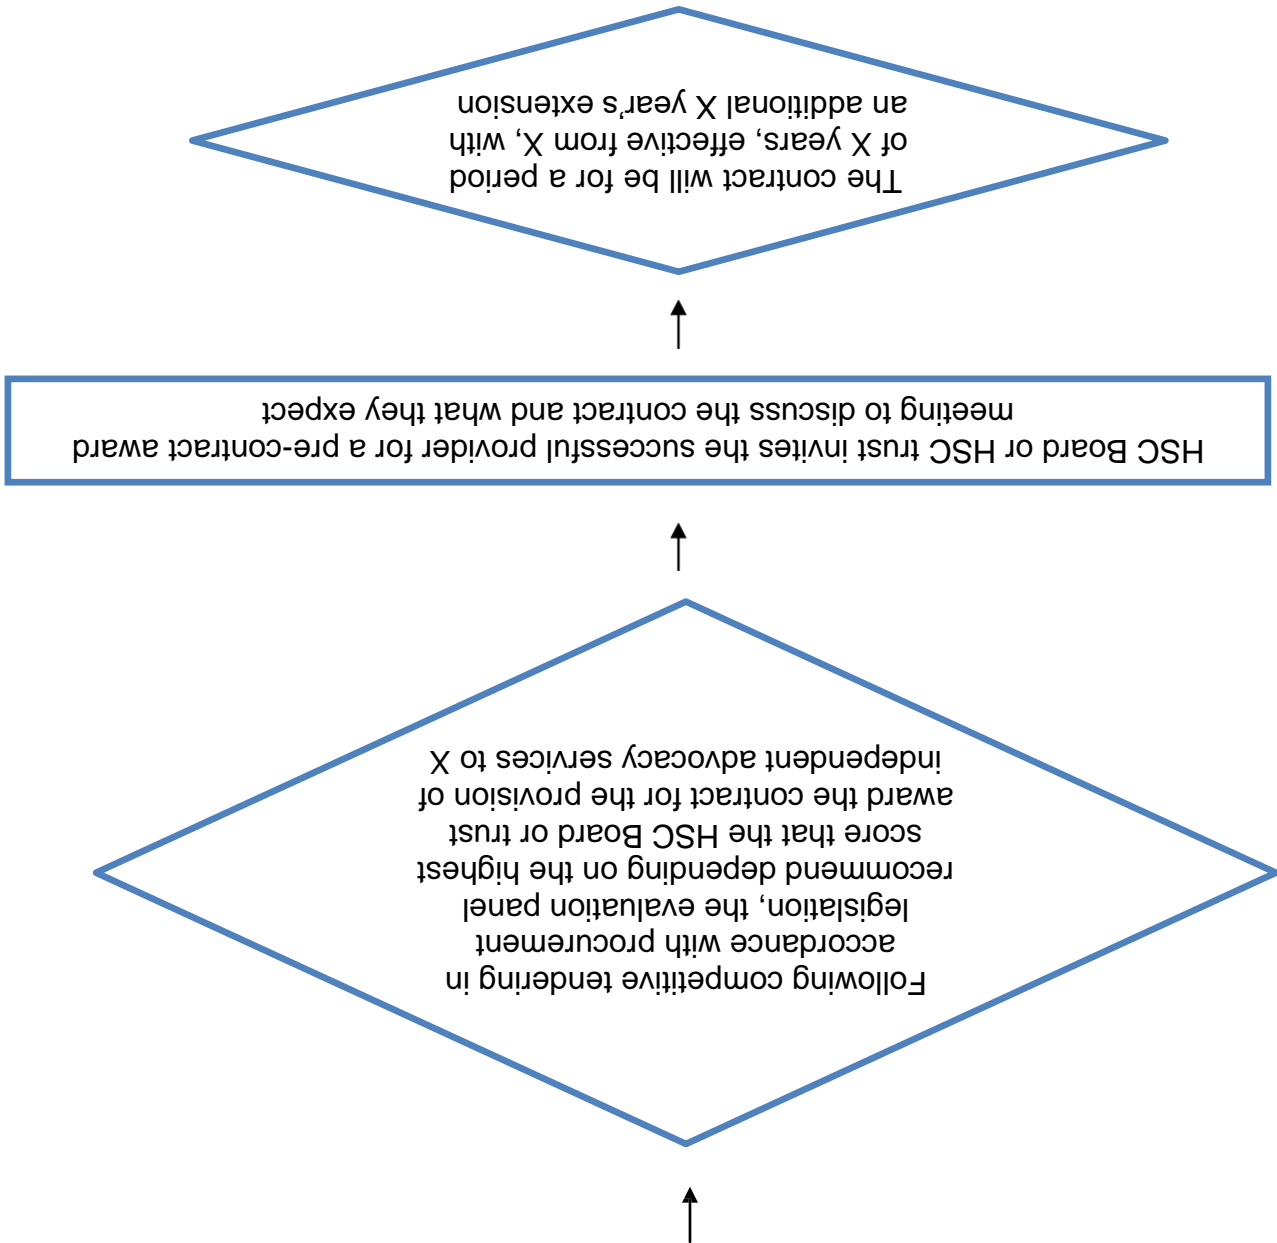 Following competitive tendering in
accordance with procurement
legislation, the evaluation panel
recommend depending on the highest
score that the HSC Board or trust
award the contract for the provision of
independent advocacy services to X
HSC Board or HSC trust invites the successful provider for a pre-contract award
meeting to discuss the contract and what they expect
The contract will be for a period
of X years, effective from X, with
an additional X year’s extension